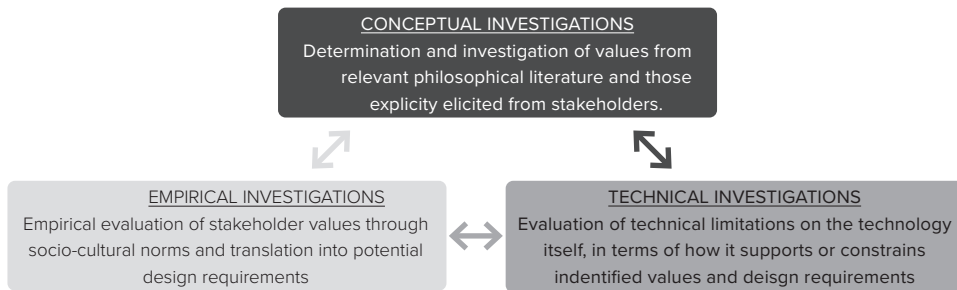 CONCEPTUAL INVESTIGATIONS
Determination and investigation of values from
relevant philosophical literature and those
explicity elicited from stakeholders.
EMPIRICAL INVESTIGATIONS
Empirical evaluation of stakeholder values through
socio-cultural norms and translation into potential
design requirements
TECHNICAL INVESTIGATIONS
Evaluation of technical limitations on the technology
itself, in terms of how it supports or constrains
indentified values and deisgn requirements